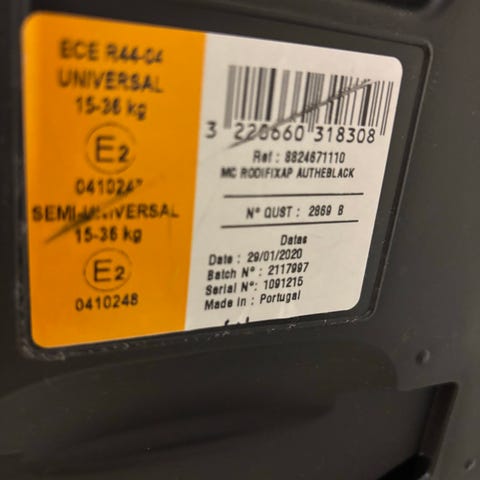 ECE R44-04
UNIVERSAL
15-36 kg
E2
SEMI-UNIVERSAL
15-36 kg
E2
0410248
3 220660 318308
Ref : 8824671110
MC RODIFIXAP AUTHEBLACK
N° QUST : 2869 B
Datas
Date : 29/01/2020
Batch N° : 2117997
Serial N°: 1091215
Made in : Portugal